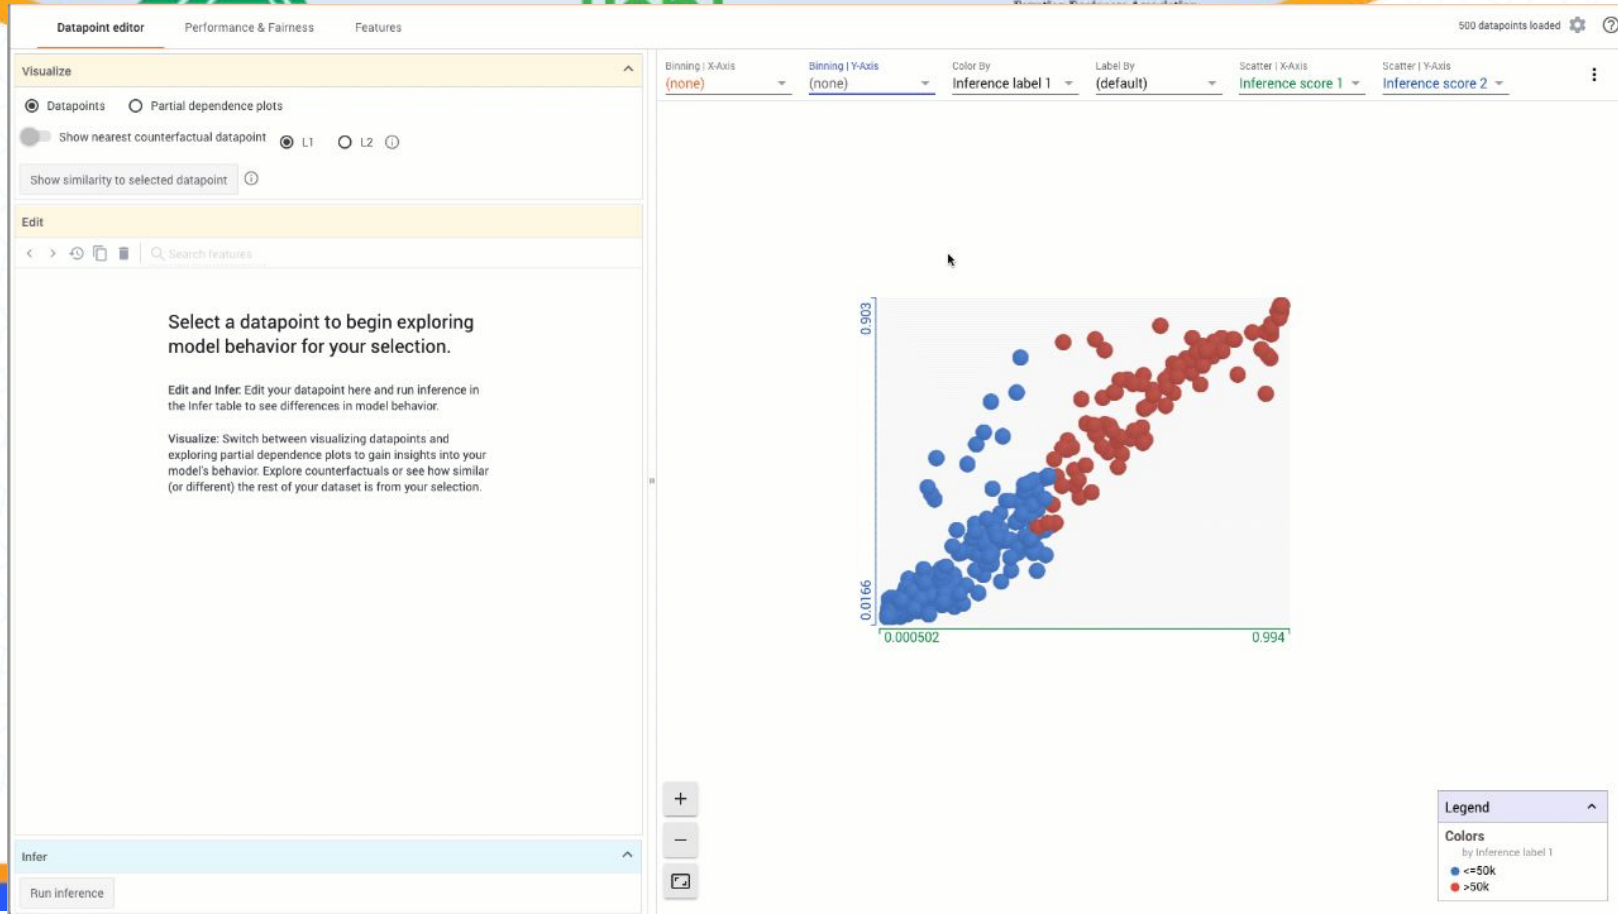 Datapoint editor
Performance & Fairness
Features
500 datapoints loaded
Visualize
Datapoints
Partial dependence plots
Show nearest counterfactual datapoint
L1
L2
Show similarity to selected datapoint
Edit
Search features
Select a datapoint to begin exploring
model behavior for your selection.
Edit and Infer: Edit your datapoint here and run inference in
the Infer table to see differences in model behavior.
Visualize: Switch between visualizing datapoints and
exploring partial dependence plots to gain insights into your
model's behavior. Explore counterfactuals or see how similar
(or different) the rest of your dataset is from your selection.
Infer
Run inference
Binning | X-Axis
(none)
Binning | Y-Axis
(none)
Color By
Inference label 1
Label By
(default)
Scatter | X-Axis
Inference score 1
Scatter | Y-Axis
Inference score 2
0.903
0.0166
0.000502
0.994
Legend
Colors
by Inference label 1
<=50k
>50k